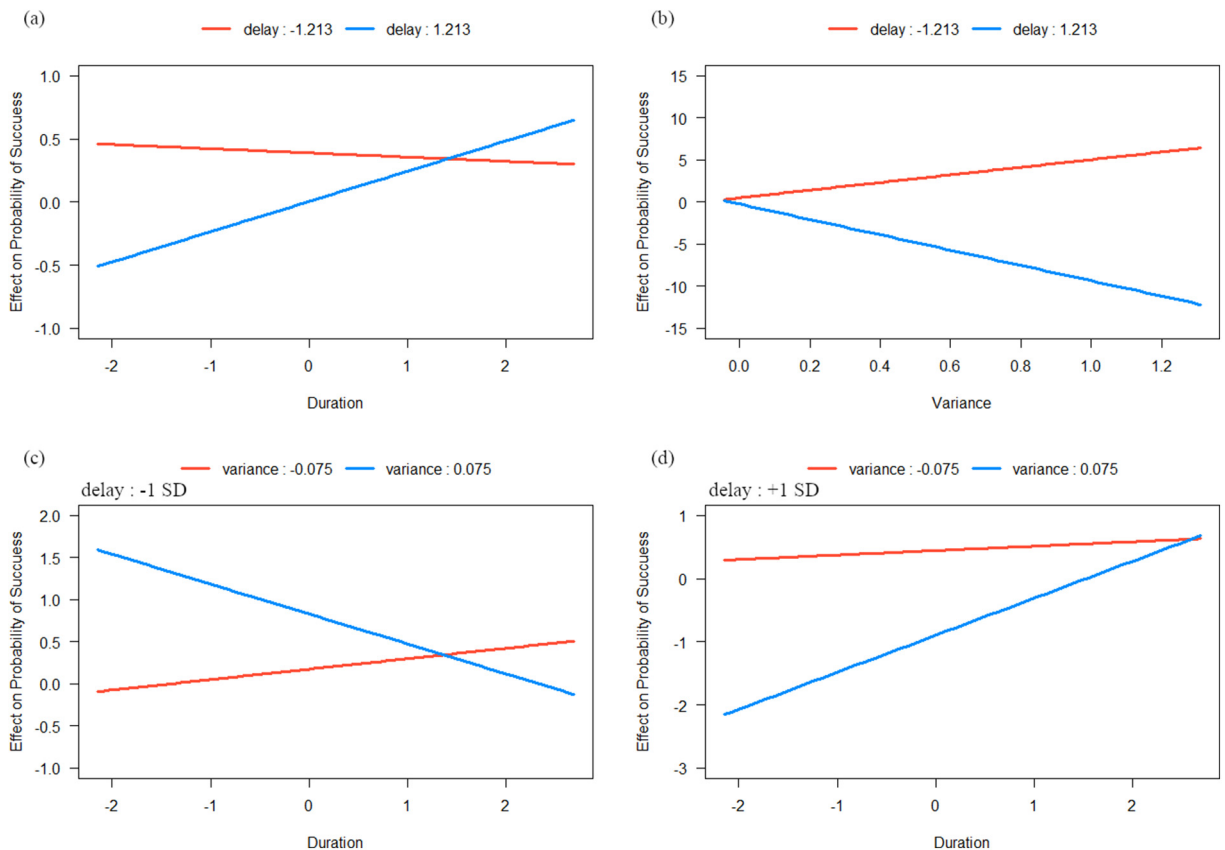 (a)
delay : -1.213 delay : 1.213
Effect on Probability of Succuess
1.0
0.5
0.0
-0.5
-1.0
-2 -1 0 1 2
Duration
(b)
delay : -1.213 delay : 1.213
Effect on Probability of Succuess
15
10
5
0
-5
-10
-15
0.0 0.2 0.4 0.6 0.8 1.0 1.2
Variance
(c)
variance : -0.075 variance : 0.075
delay : -1 SD
Effect on Probability of Succuess
2.0
1.5
1.0
0.5
0.0
-0.5
-1.0
-2 -1 0 1 2
Duration
(d)
variance : -0.075 variance : 0.075
delay : +1 SD
Effect on Probability of Succuess
1
0
-1
-2
-3
-2 -1 0 1 2
Duration